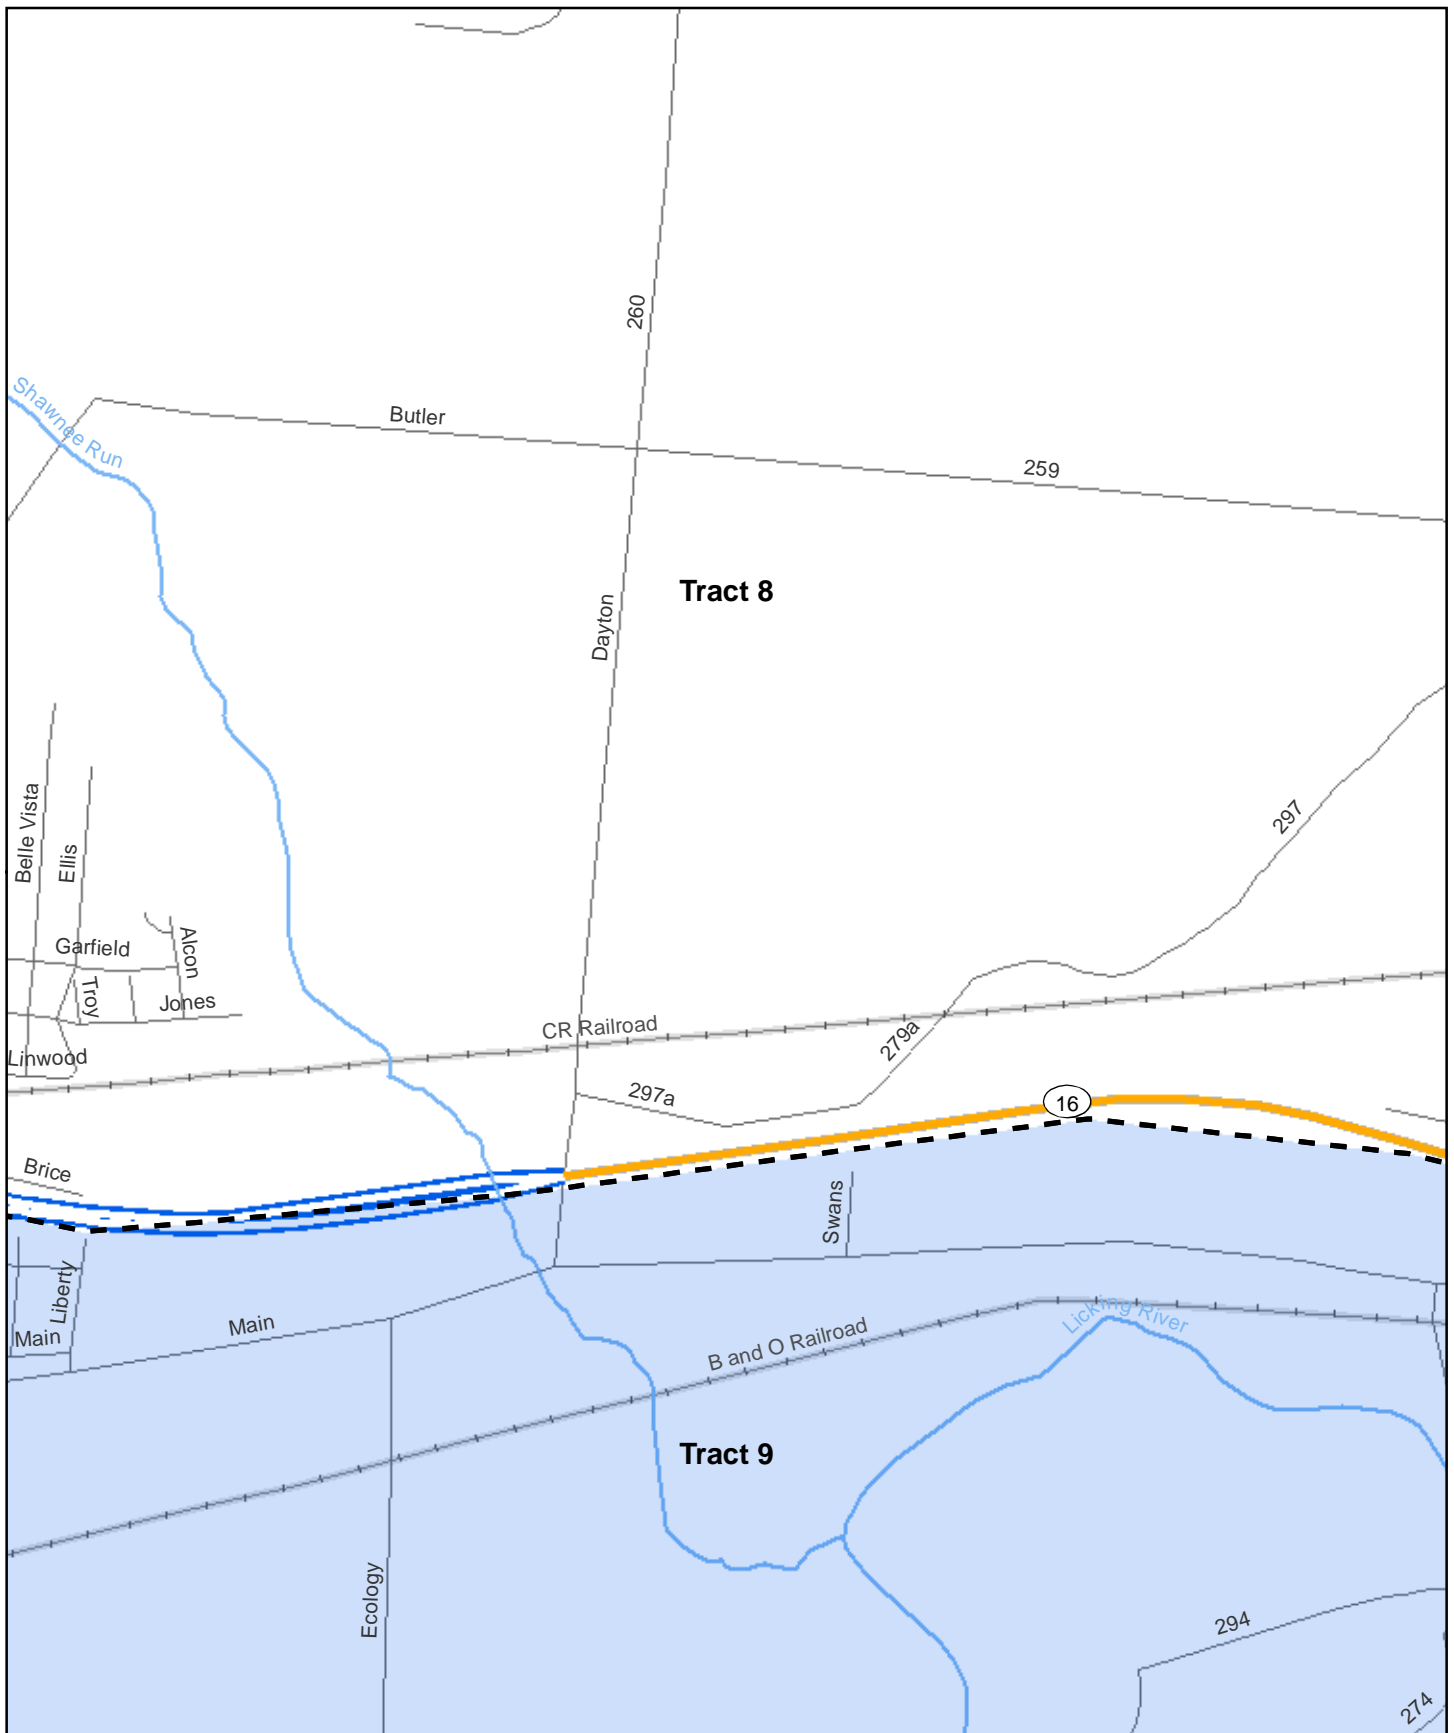 260
Shawnee Run
Butler
259
Tract 8
Dayton
297
Belle Vista
Ellis
Garfield
Alcon
Troy
Jones
CR Railroad
279a
Linwood
297a
16
Brice
Swans
Liberty
Main
Main
Licking River
B and O Railroad
Tract 9
Ecology
294
274